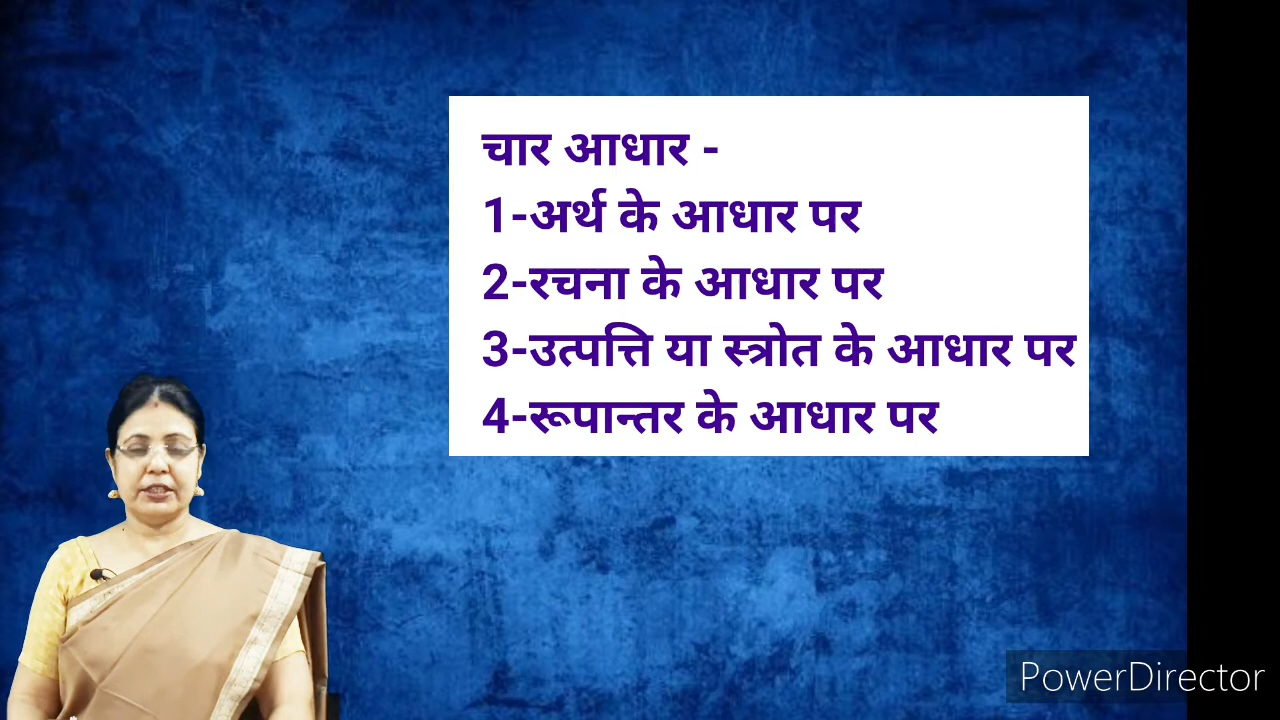 चार आधार -
1-अर्थ के आधार पर
2-रचना के आधार पर
3-उत्पत्ति या स्त्रोत के आधार पर
4-रूपान्तर के आधार पर
PowerDirector